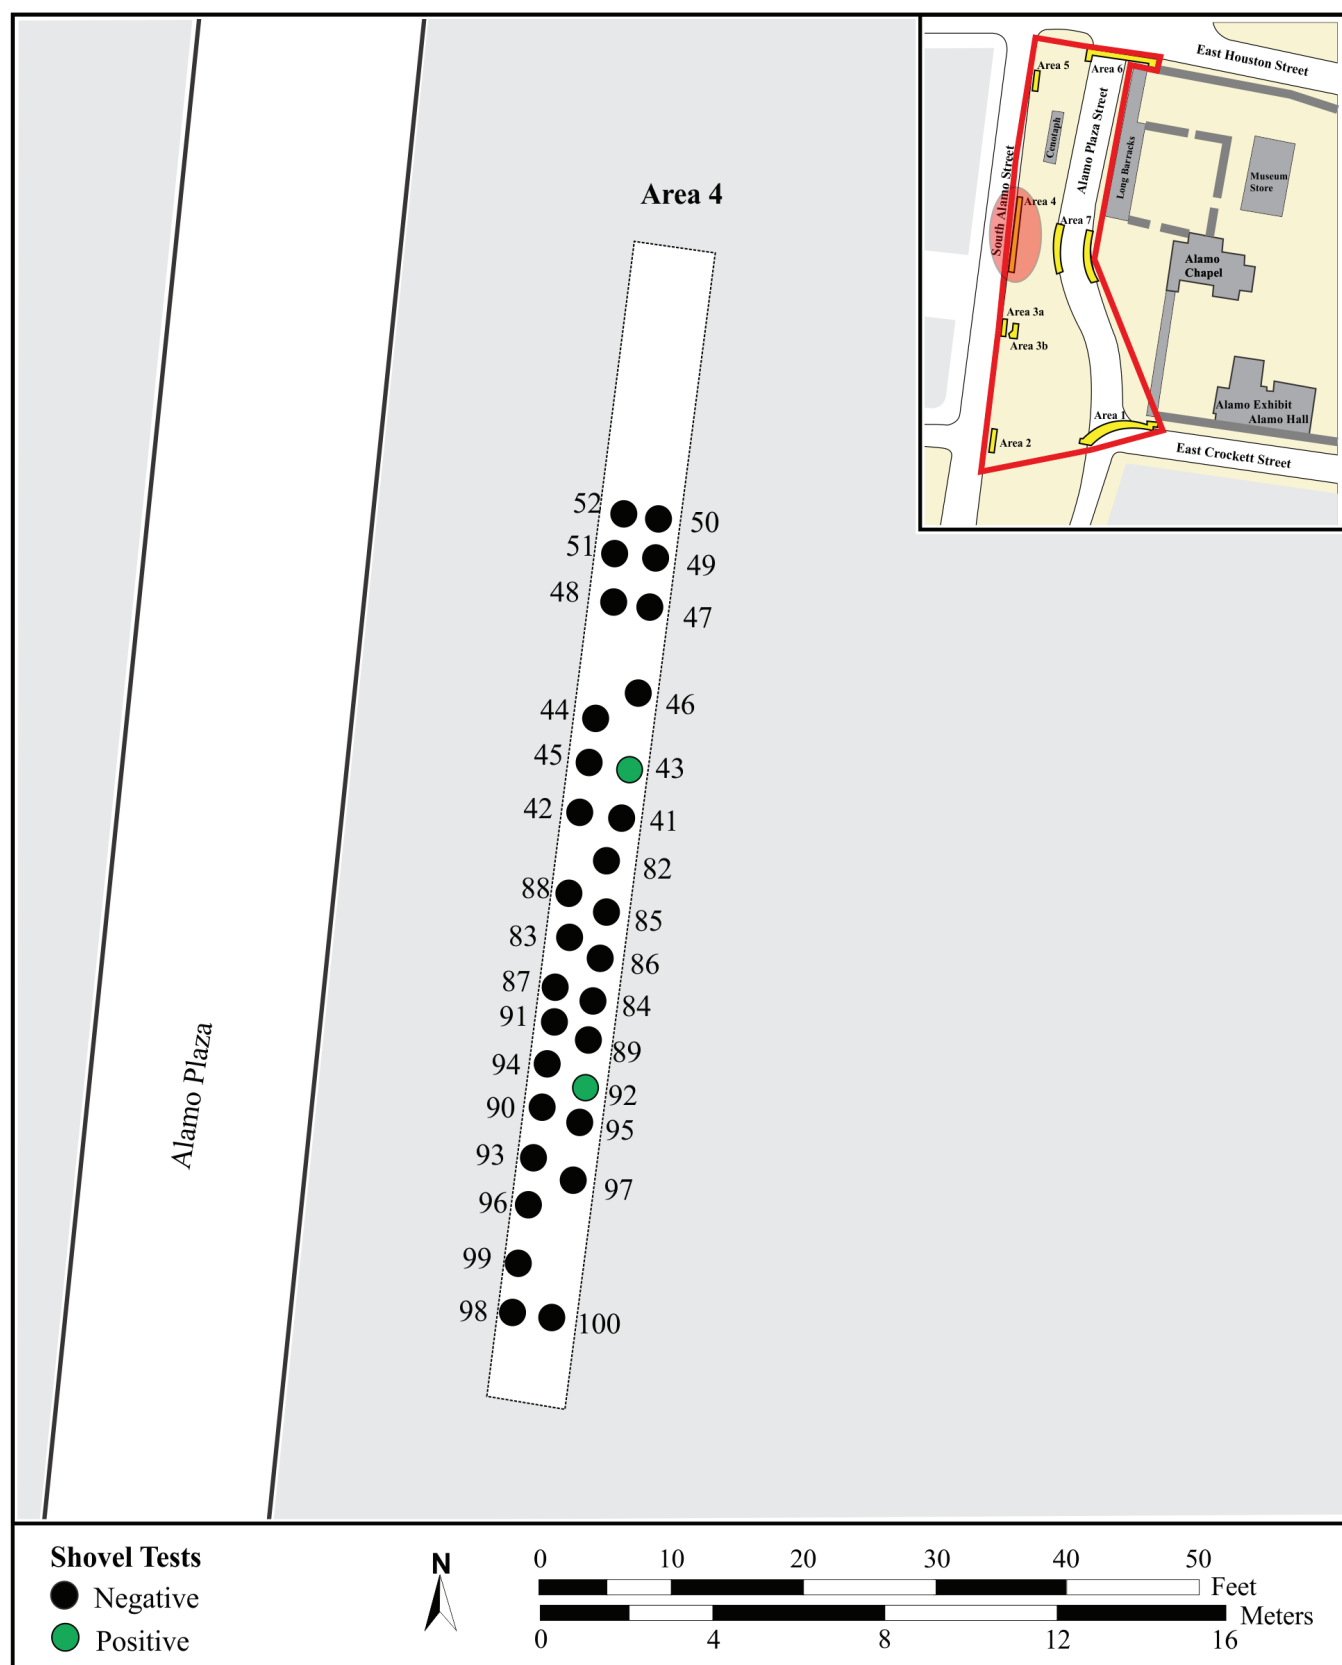 Area 4
52
50
51
49
48
47
46
44
45
43
42
41
82
88
85
83
86
87
84
91
89
94
92
90
95
93
97
96
99
98
100
Alamo Plaza
East Houston Street
Area 5
Area 6
Alamo Plaza Street
Cenotaph
Long Barracks
Museum
Store
South Alamo Street
Area 4
Area 7
Alamo
Chapel
Area 3a
Area 3b
Alamo Exhibit
Alamo Hall
Area 1
Area 2
East Crockett Street
Shovel Tests
Negative
Positive
N
0 10 20 30 40 50
Feet
Meters
0 4 8 12 16